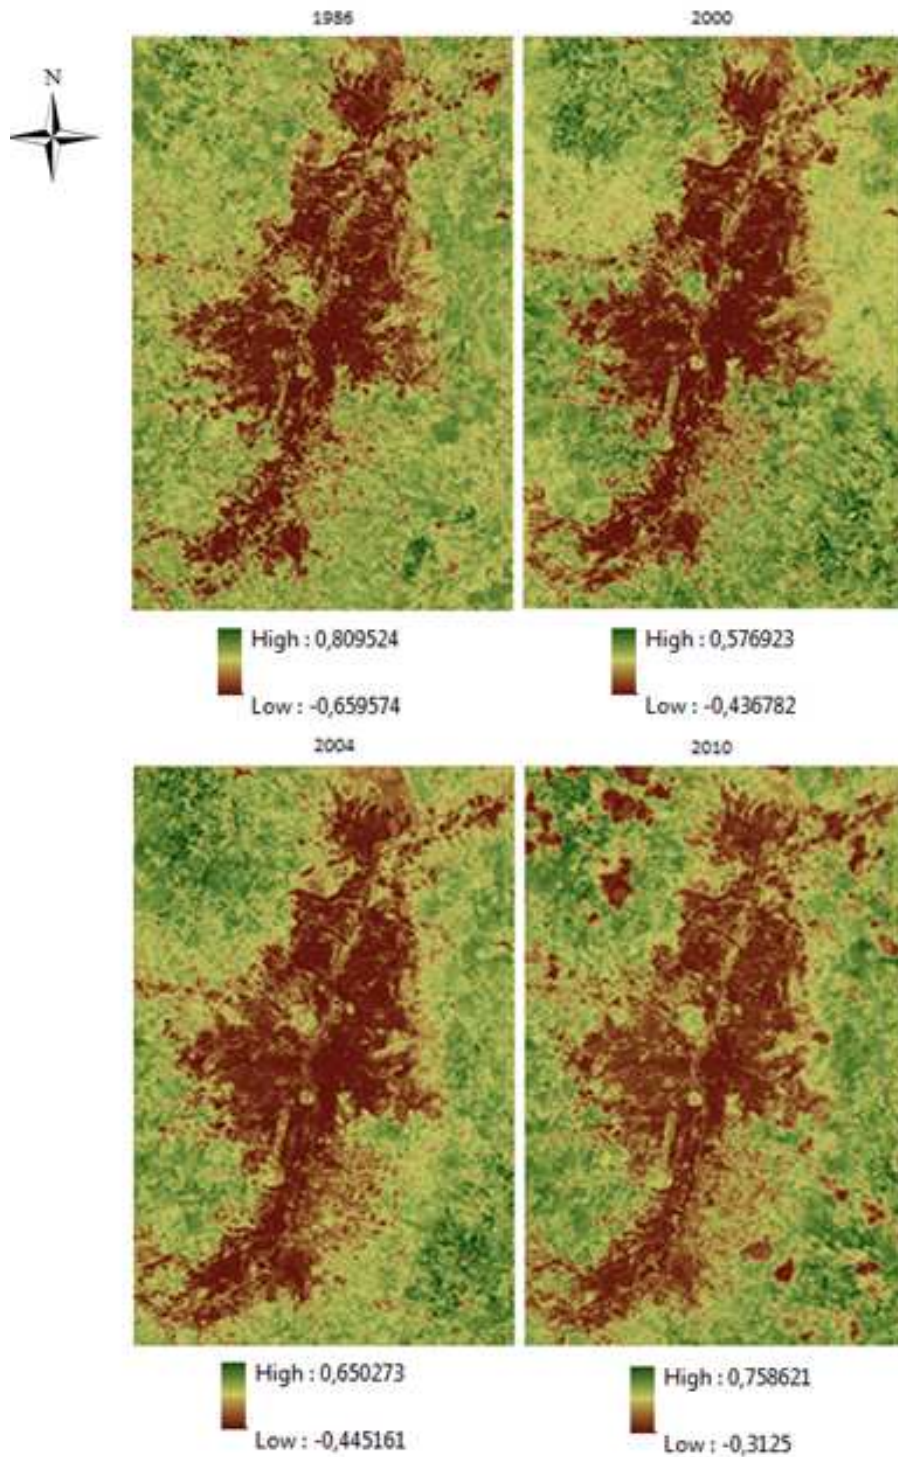 1986
2000
N
High : 0,809524
Low : -0,659574
High : 0,576923
Low : -0,436782
2004
2010
High : 0,650273
Low : -0,445161
High : 0,758621
Low : -0,3125